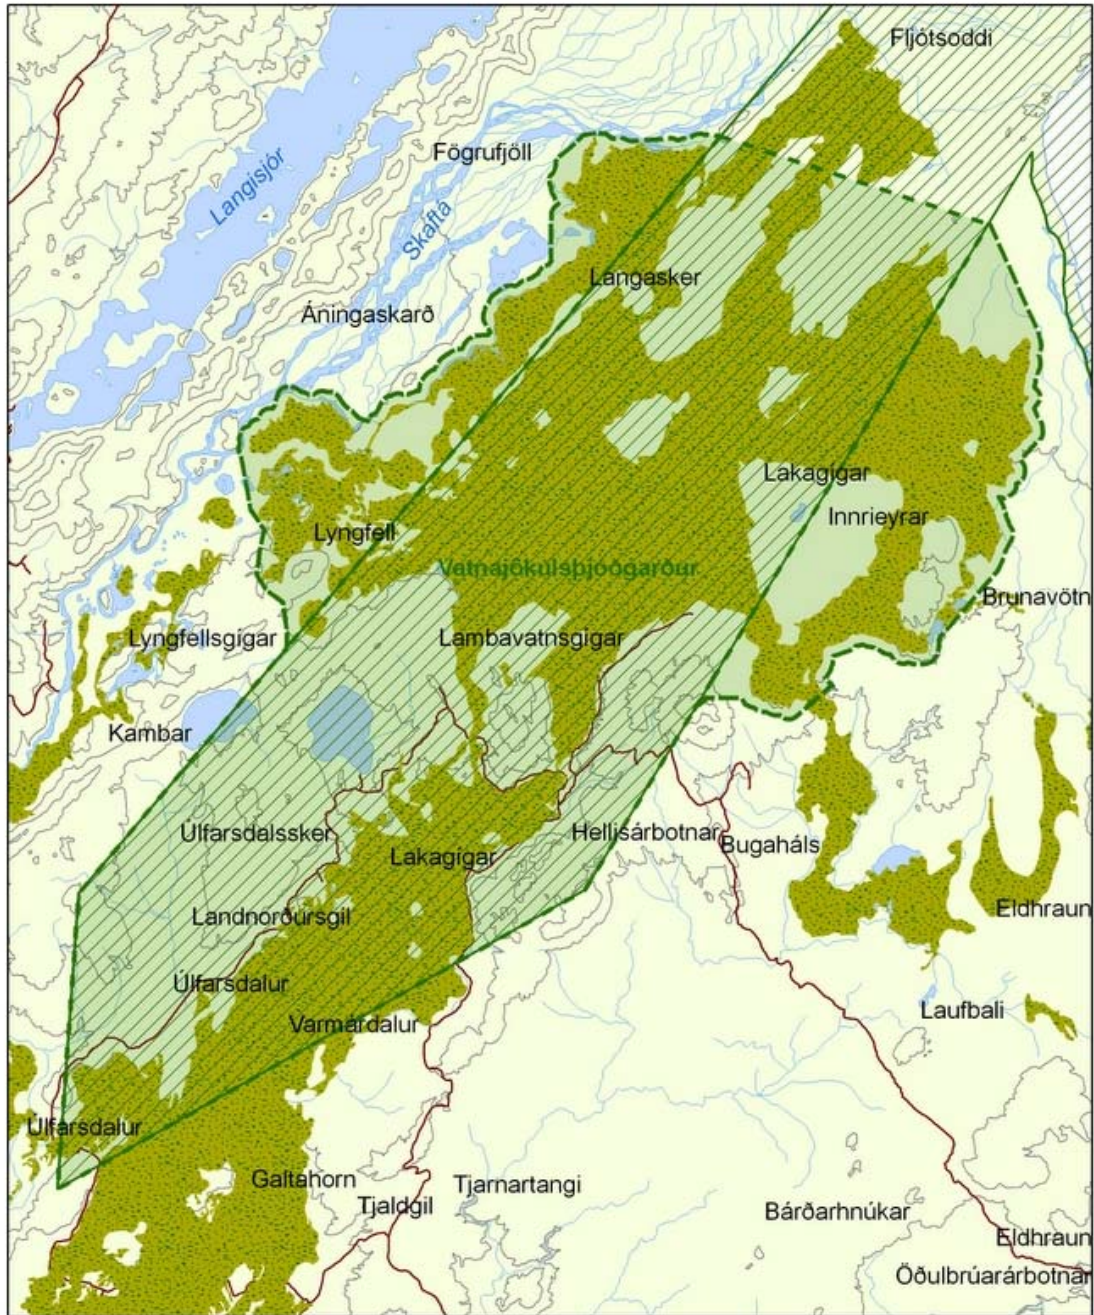 Fljótsoddi
Fögrufjöll
Langisjór
Skaftá
Langasker
Áningaskarð
Lakagígar
Innrieyrar
Lyngfell
Vatnajökulsþjóðgarður
Brunavötn
Lyngfellsgígar
Lambavatnsgígar
Kambar
Úlfarsdalssker
Hellisárbotnar
Bugaháls
Lakagígar
Landnorðursgil
Eldhraun
Úlfarsdalur
Laufbali
Varmárdalur
Úlfarsdalur
Galtahorn
Tjarnartangi
Tjaldgil
Bárðarhnúkar
Eldhraun
Öðulbrúarárbotnar